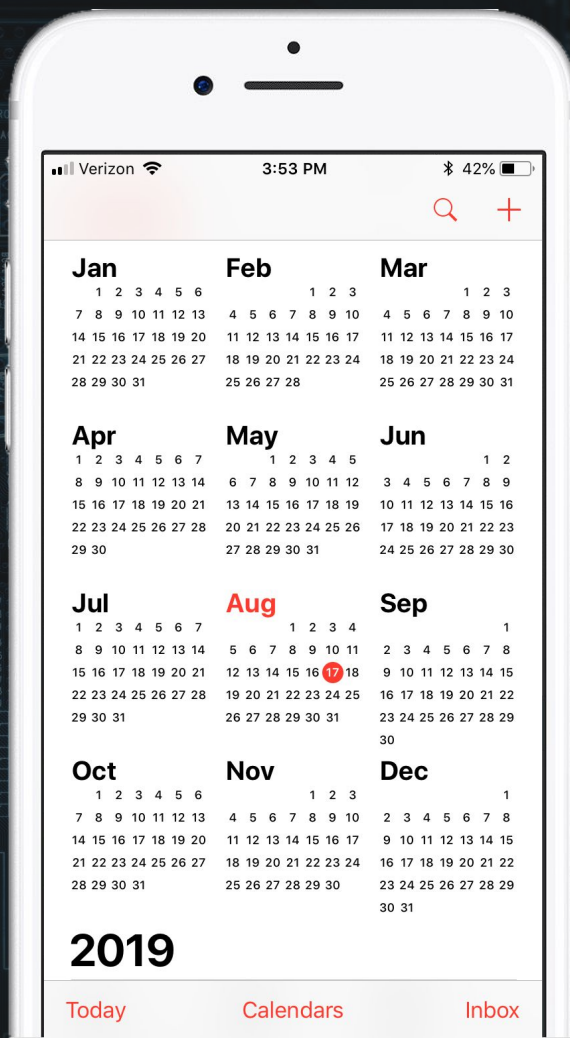 Verizon 3:53 PM 42%
Jan Feb Mar
1 2 3 4 5 6 1 2 3 1 2 3
7 8 9 10 11 12 13 4 5 6 7 8 9 10 4 5 6 7 8 9 10
14 15 16 17 18 19 20 11 12 13 14 15 16 17 11 12 13 14 15 16 17
21 22 23 24 25 26 27 18 19 20 21 22 23 24 18 19 20 21 22 23 24
28 29 30 31 25 26 27 28 25 26 27 28 29 30 31
Apr May Jun
1 2 3 4 5 6 7 1 2 3 4 5 1 2
8 9 10 11 12 13 14 6 7 8 9 10 11 12 3 4 5 6 7 8 9
15 16 17 18 19 20 21 13 14 15 16 17 18 19 10 11 12 13 14 15 16
22 23 24 25 26 27 28 20 21 22 23 24 25 26 17 18 19 20 21 22 23
29 30 27 28 29 30 31 24 25 26 27 28 29 30
Jul Aug Sep
1 2 3 4 5 6 7 1 2 3 4 1
8 9 10 11 12 13 14 5 6 7 8 9 10 11 2 3 4 5 6 7 8
15 16 17 18 19 20 21 12 13 14 15 16 17 18 9 10 11 12 13 14 15
22 23 24 25 26 27 28 19 20 21 22 23 24 25 16 17 18 19 20 21 22
29 30 31 26 27 28 29 30 31 23 24 25 26 27 28 29
30
Oct Nov Dec
1 2 3 4 5 6 1 2 3 1
7 8 9 10 11 12 13 4 5 6 7 8 9 10 2 3 4 5 6 7 8
14 15 16 17 18 19 20 11 12 13 14 15 16 17 9 10 11 12 13 14 15
21 22 23 24 25 26 27 18 19 20 21 22 23 24 16 17 18 19 20 21 22
28 29 30 31 25 26 27 28 29 30 23 24 25 26 27 28 29
30 31
2019
Today Calendars Inbox